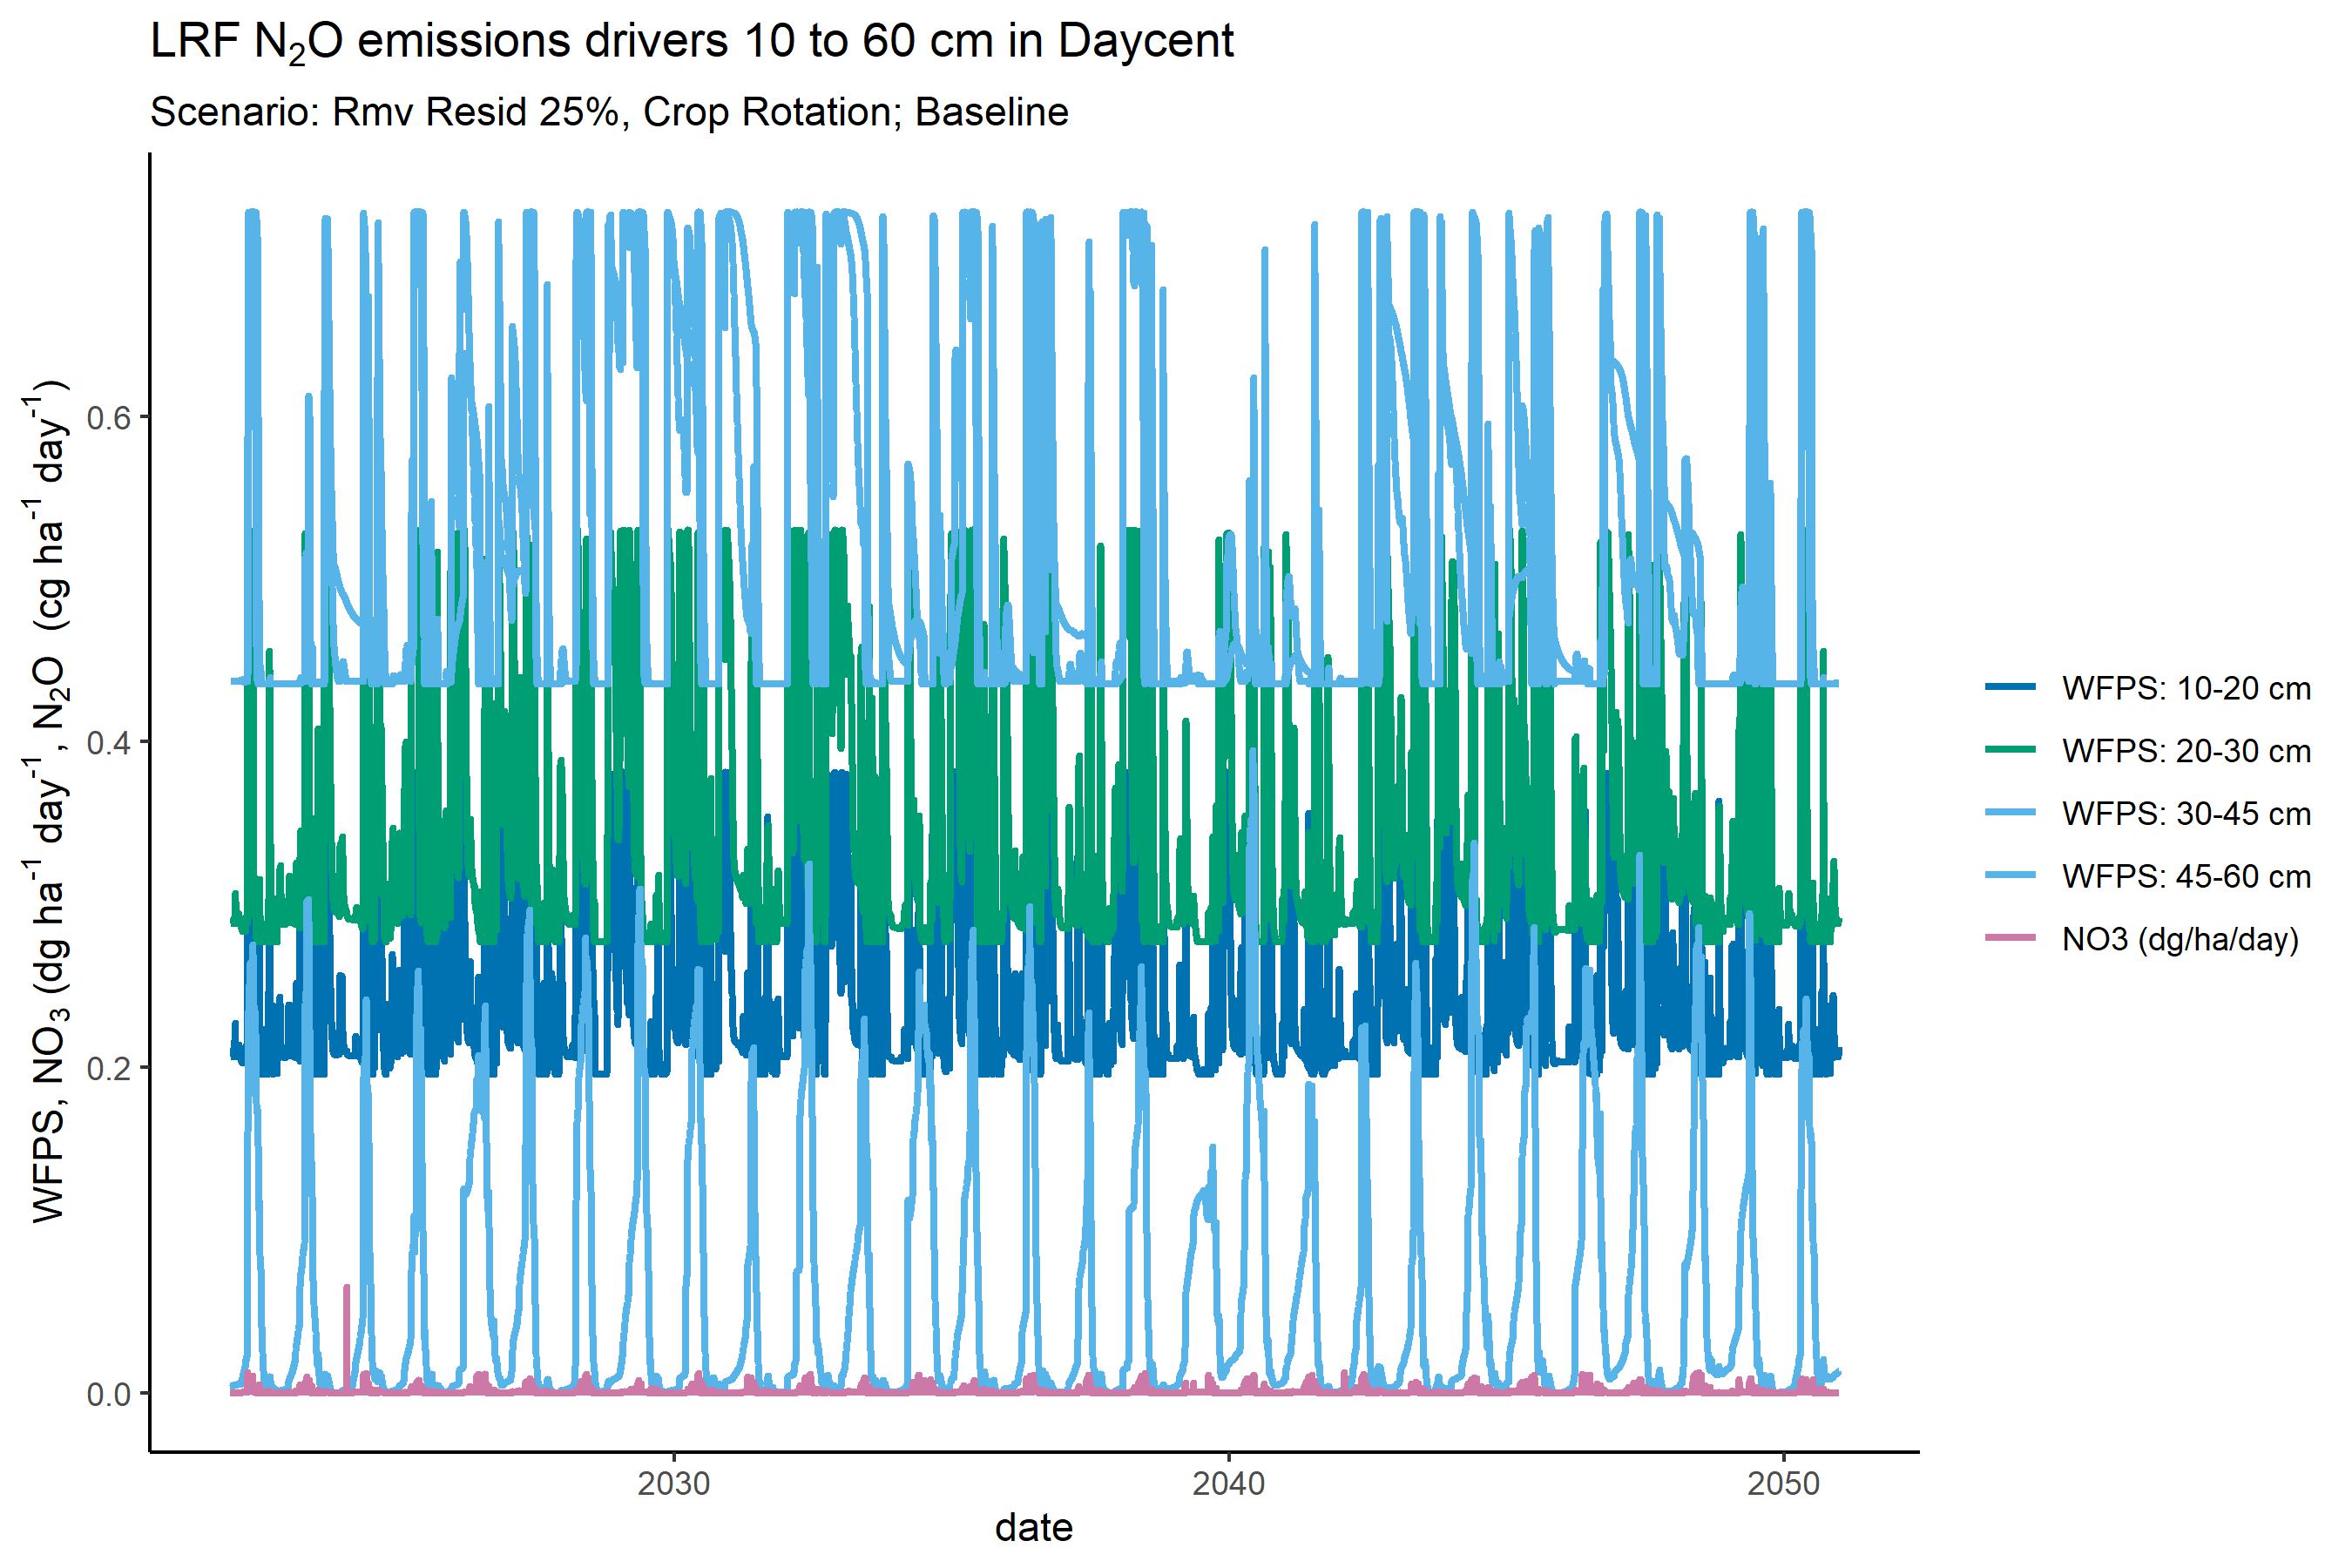 LRF N₂O emissions drivers 10 to 60 cm in Daycent
Scenario: Rmv Resid 25%, Crop Rotation; Baseline
WFPS, NO₃ (dg ha⁻¹ day⁻¹, N₂O (cg ha⁻¹ day⁻¹)
0.6
0.4
0.2
0.0
2030 2040 2050
date
WFPS: 10-20 cm
WFPS: 20-30 cm
WFPS: 30-45 cm
WFPS: 45-60 cm
NO3 (dg/ha/day)